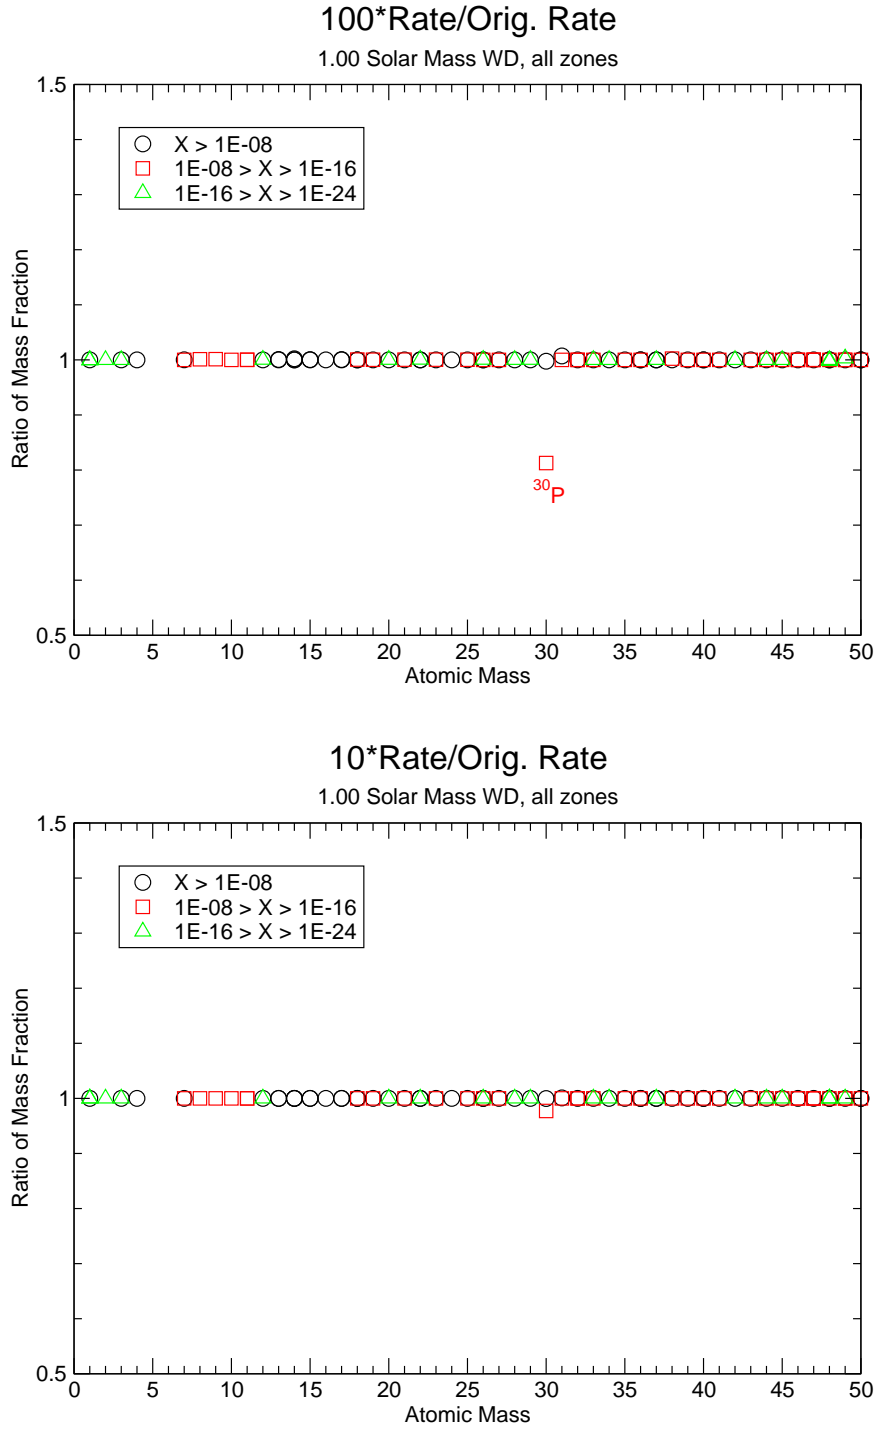 100*Rate/Orig. Rate
1.00 Solar Mass WD, all zones
1.5
X > 1E-08
1E-08 > X > 1E-16
1E-16 > X > 1E-24
Ratio of Mass Fraction
1
30P
0.5
0 5 10 15 20 25 30 35 40 45 50
Atomic Mass
10*Rate/Orig. Rate
1.00 Solar Mass WD, all zones
1.5
X > 1E-08
1E-08 > X > 1E-16
1E-16 > X > 1E-24
Ratio of Mass Fraction
1
0.5
0 5 10 15 20 25 30 35 40 45 50
Atomic Mass